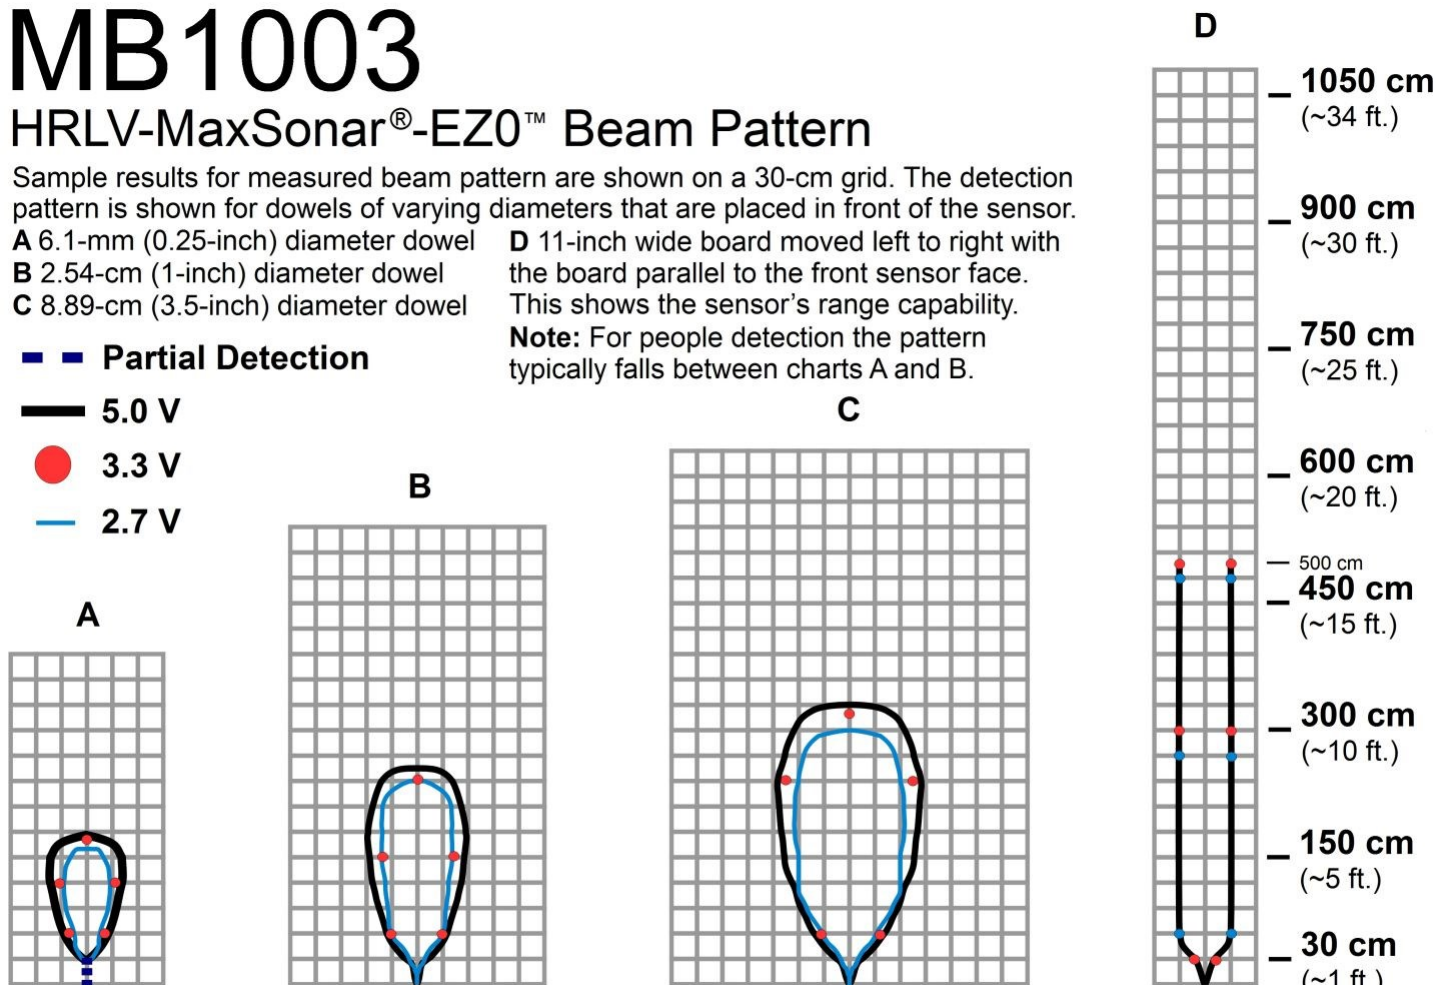 MB1003
HRLV-MaxSonar®-EZ0™ Beam Pattern
Sample results for measured beam pattern are shown on a 30-cm grid. The detection
pattern is shown for dowels of varying diameters that are placed in front of the sensor.
A 6.1-mm (0.25-inch) diameter dowel
B 2.54-cm (1-inch) diameter dowel
C 8.89-cm (3.5-inch) diameter dowel
D 11-inch wide board moved left to right with
the board parallel to the front sensor face.
This shows the sensor's range capability.
Note: For people detection the pattern
typically falls between charts A and B.
Partial Detection
5.0 V
3.3 V
2.7 V
A
B
C
D
1050 cm
(~34 ft.)
900 cm
(~30 ft.)
750 cm
(~25 ft.)
600 cm
(~20 ft.)
500 cm
450 cm
(~15 ft.)
300 cm
(~10 ft.)
150 cm
(~5 ft.)
30 cm
(~1 ft.)